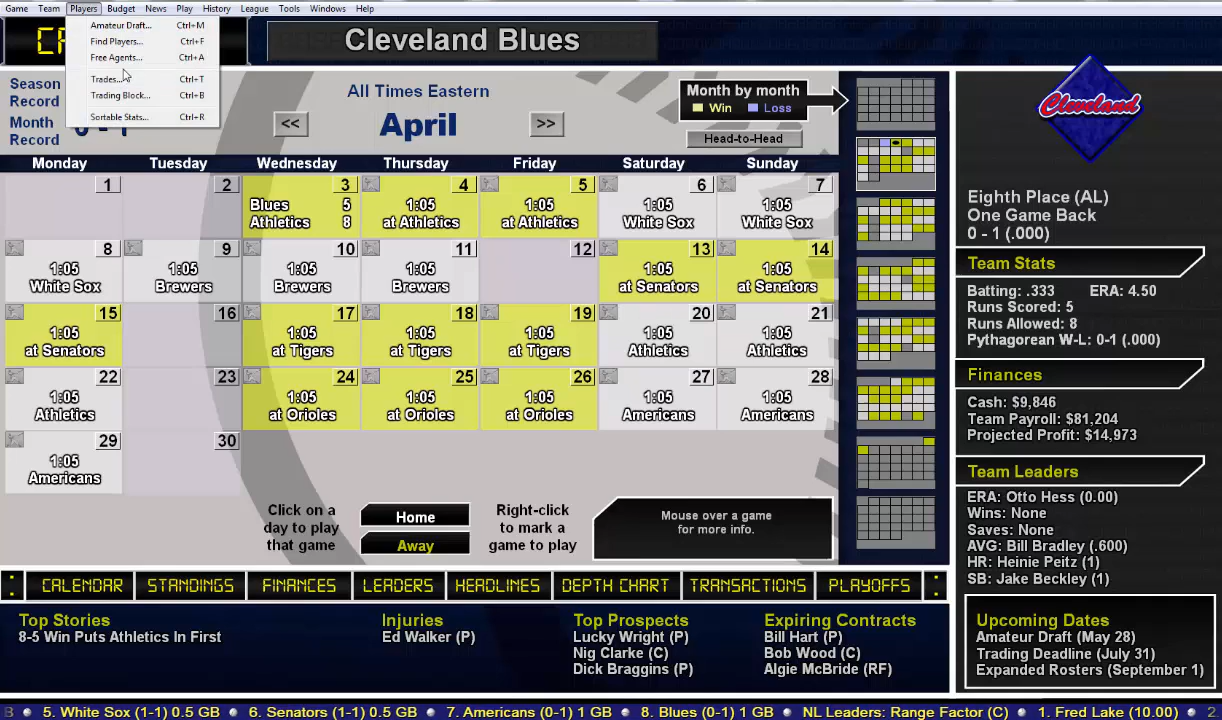 Game Team Players Budget News Play History League Tools Windows Help
Amateur Draft... Ctrl+M
Find Players... Ctrl+F
Free Agents... Ctrl+A
Trades... Ctrl+T
Trading Block... Ctrl+B
Sortable Stats... Ctrl+R
Cleveland Blues
Season
Record
Month
Record
All Times Eastern
<< April >>
Month by month
Win Loss
Head-to-Head
Monday Tuesday Wednesday Thursday Friday Saturday Sunday
1 2 3 4 5 6 7
Blues 5 1:05 1:05 1:05 1:05
Athletics 8 at Athletics at Athletics White Sox White Sox
8 9 10 11 12 13 14
1:05 1:05 1:05 1:05 1:05 1:05
White Sox Brewers Brewers Brewers at Senators at Senators
15 16 17 18 19 20 21
1:05 1:05 1:05 1:05 1:05 1:05
at Senators at Tigers at Tigers at Tigers Athletics Athletics
22 23 24 25 26 27 28
1:05 1:05 1:05 1:05 1:05 1:05
Athletics at Orioles at Orioles at Orioles Americans Americans
29 30
1:05
Americans
Click on a
day to play
that game
Home
Away
Right-click
to mark a
game to play
Mouse over a game
for more info.
Cleveland
Eighth Place (AL)
One Game Back
0 - 1 (.000)
Team Stats
Batting: .333 ERA: 4.50
Runs Scored: 5
Runs Allowed: 8
Pythagorean W-L: 0-1 (.000)
Finances
Cash: $9,846
Team Payroll: $81,204
Projected Profit: $14,973
Team Leaders
ERA: Otto Hess (0.00)
Wins: None
Saves: None
AVG: Bill Bradley (.600)
HR: Heinie Peitz (1)
SB: Jake Beckley (1)
: CALENDAR STANDINGS FINANCES LEADERS HEADLINES DEPTH CHART TRANSACTIONS PLAYOFFS :
Top Stories
8-5 Win Puts Athletics In First
Injuries
Ed Walker (P)
Top Prospects
Lucky Wright (P)
Nig Clarke (C)
Dick Braggins (P)
Expiring Contracts
Bill Hart (P)
Bob Wood (C)
Algie McBride (RF)
Upcoming Dates
Amateur Draft (May 28)
Trading Deadline (July 31)
Expanded Rosters (September 1)
B 5. White Sox (1-1) 0.5 GB 6. Senators (1-1) 0.5 GB 7. Americans (0-1) 1 GB 8. Blues (0-1) 1 GB NL Leaders: Range Factor (C) 1. Fred Lake (10.00) 2